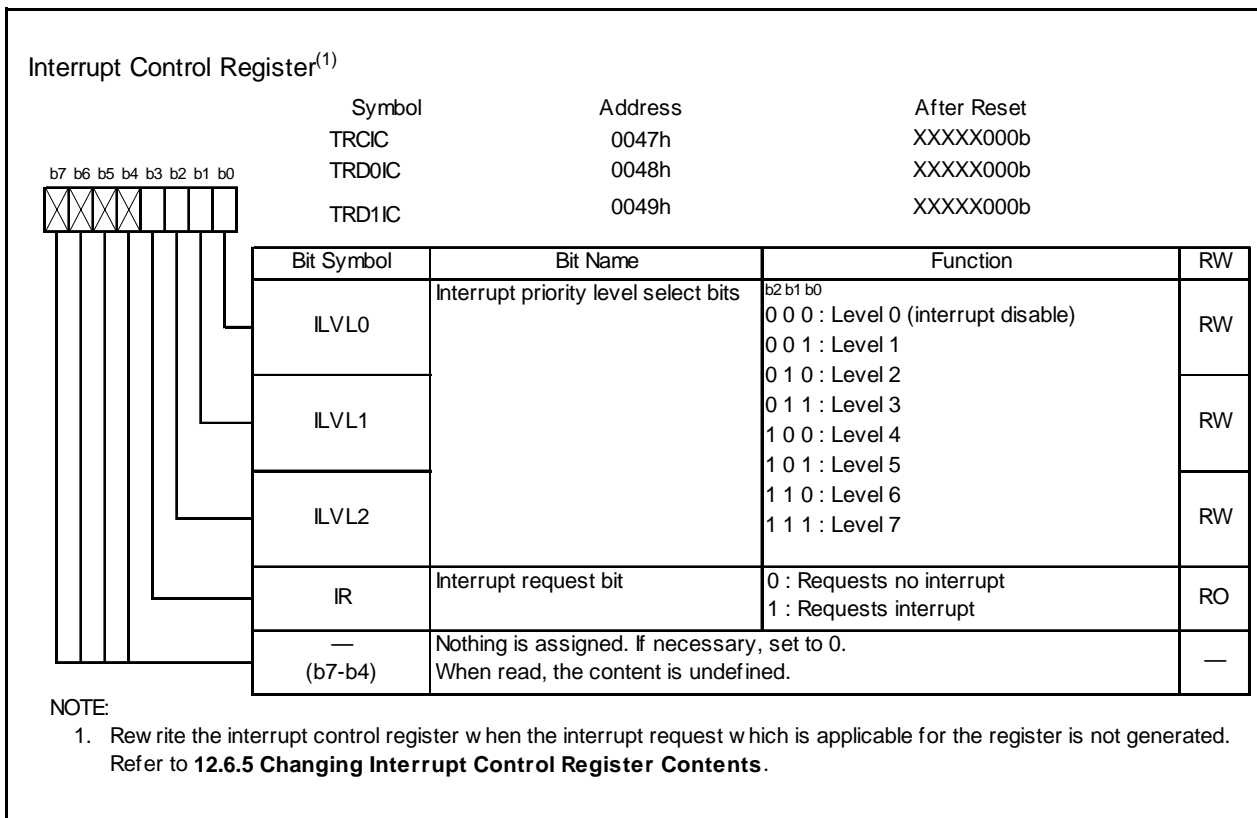 Interrupt Control Register(1)
Symbol Address After Reset
TRCIC 0047h XXXXX000b
TRD0IC 0048h XXXXX000b
TRD1IC 0049h XXXXX000b
b7 b6 b5 b4 b3 b2 b1 b0
Bit Symbol Bit Name Function RW
ILVL0 Interrupt priority level select bits b2 b1 b0
0 0 0 : Level 0 (interrupt disable) RW
0 0 1 : Level 1
0 1 0 : Level 2
ILVL1 0 1 1 : Level 3 RW
1 0 0 : Level 4
1 0 1 : Level 5
ILVL2 1 1 0 : Level 6 RW
1 1 1 : Level 7
IR Interrupt request bit 0 : Requests no interrupt RO
1 : Requests interrupt
— Nothing is assigned. If necessary, set to 0. —
(b7-b4) When read, the content is undefined.
NOTE:
1. Rewrite the interrupt control register when the interrupt request which is applicable for the register is not generated.
Refer to 12.6.5 Changing Interrupt Control Register Contents.